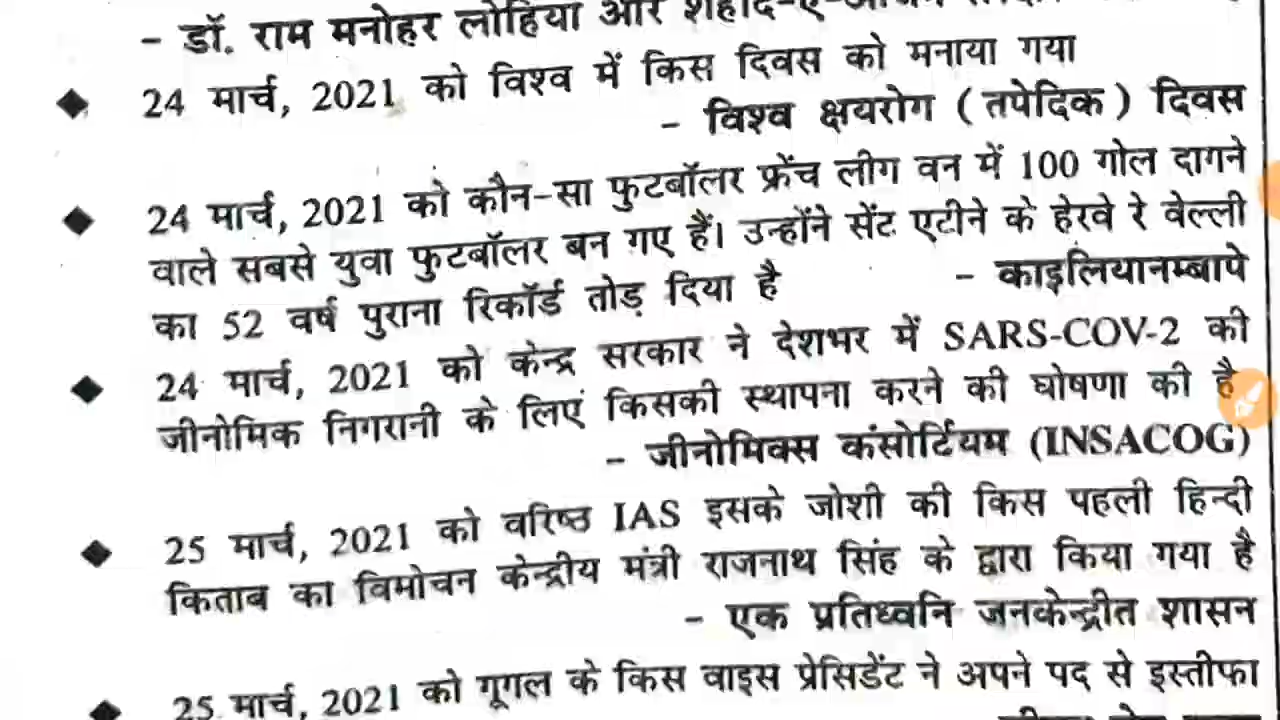 - डॉ. राम मनोहर लोहिया और शहीद-ए-आजम
◆ 24 मार्च, 2021 को विश्व में किस दिवस को मनाया गया
- विश्व क्षयरोग (तपेदिक) दिवस
◆ 24 मार्च, 2021 को कौन-सा फुटबॉलर फ्रेंच लीग वन में 100 गोल दागने
वाले सबसे युवा फुटबॉलर बन गए हैं। उन्होंने सेंट एटीने के हेरवे रे वेल्ली
का 52 वर्ष पुराना रिकॉर्ड तोड़ दिया है - काइलियानम्बापे
◆ 24 मार्च, 2021 को केन्द्र सरकार ने देशभर में SARS-COV-2 की
जीनोमिक निगरानी के लिएं किसकी स्थापना करने की घोषणा की है
- जीनोमिक्स कंसोर्टियम (INSACOG)
◆ 25 मार्च, 2021 को वरिष्ठ IAS इसके जोशी की किस पहली हिन्दी
किताब का विमोचन केन्द्रीय मंत्री राजनाथ सिंह के द्वारा किया गया है
- एक प्रतिध्वनि जनकेन्द्रीत शासन
◆ 25 मार्च, 2021 को गूगल के किस वाइस प्रेसिडेंट ने अपने पद से इस्तीफा